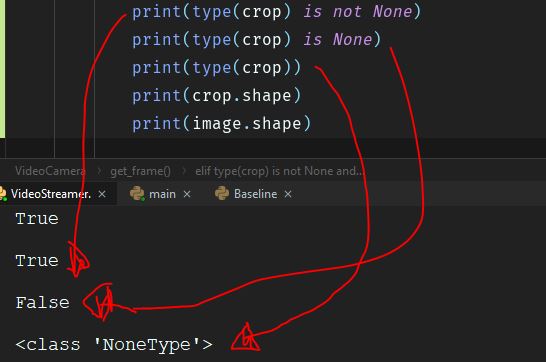 print(type(crop) is not None)
print(type(crop) is None)
print(type(crop))
print(crop.shape)
print(image.shape)
VideoCamera > get_frame() > elif type(crop) is not None and...
VideoStreamer. × main × Baseline ×
True
True
False
<class 'NoneType'>